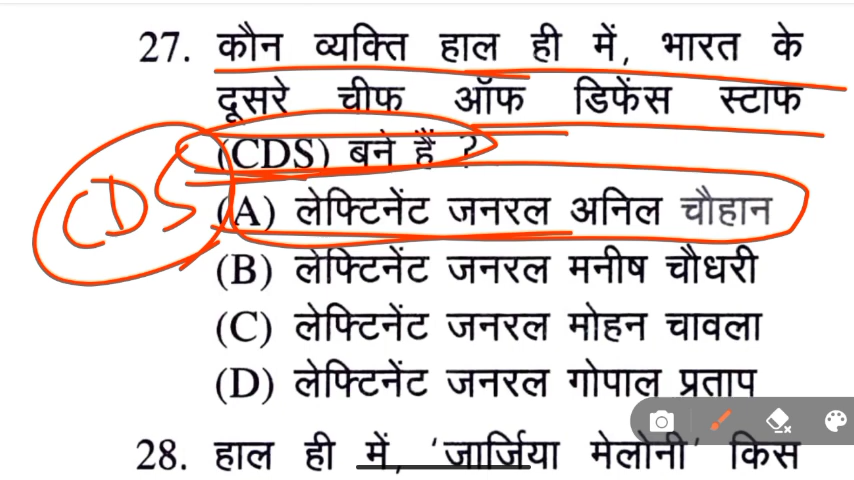 27. कौन व्यक्ति हाल ही में, भारत के
दूसरे चीफ ऑफ डिफेंस स्टाफ
(CDS) बने हैं ?
CDS
(A) लेफ्टिनेंट जनरल अनिल चौहान
(B) लेफ्टिनेंट जनरल मनीष चौधरी
(C) लेफ्टिनेंट जनरल मोहन चावला
(D) लेफ्टिनेंट जनरल गोपाल प्रताप
28. हाल ही में, 'जार्जिया मेलोनी' किस